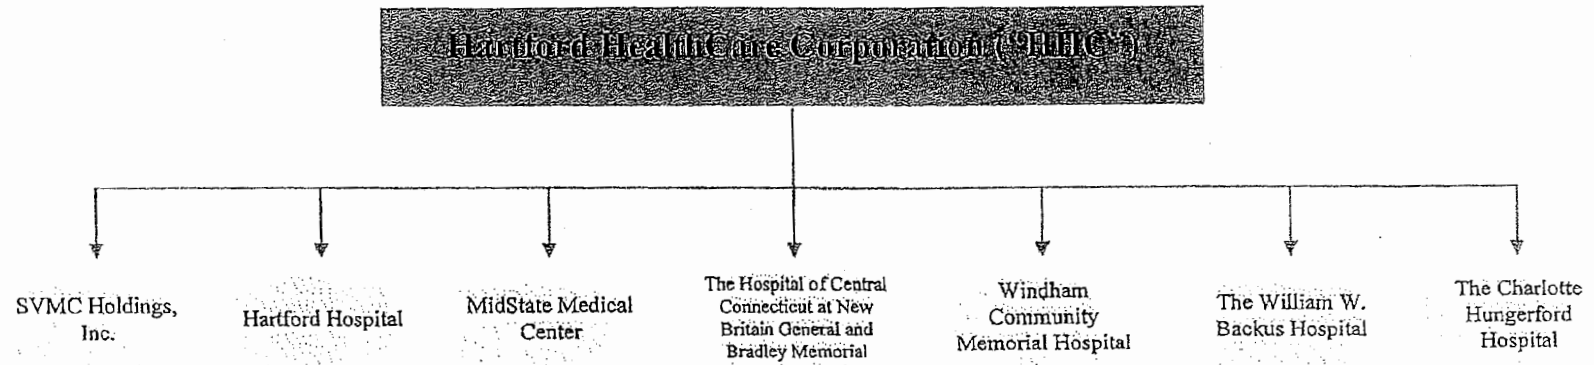 Hartford HealthCare Corporation ("HHC")
SVMC Holdings,
Inc.
Hartford Hospital
MidState Medical
Center
The Hospital of Central
Connecticut at New
Britain General and
Bradley Memorial
Windham
Community
Memorial Hospital
The William W.
Backus Hospital
The Charlotte
Hungerford
Hospital